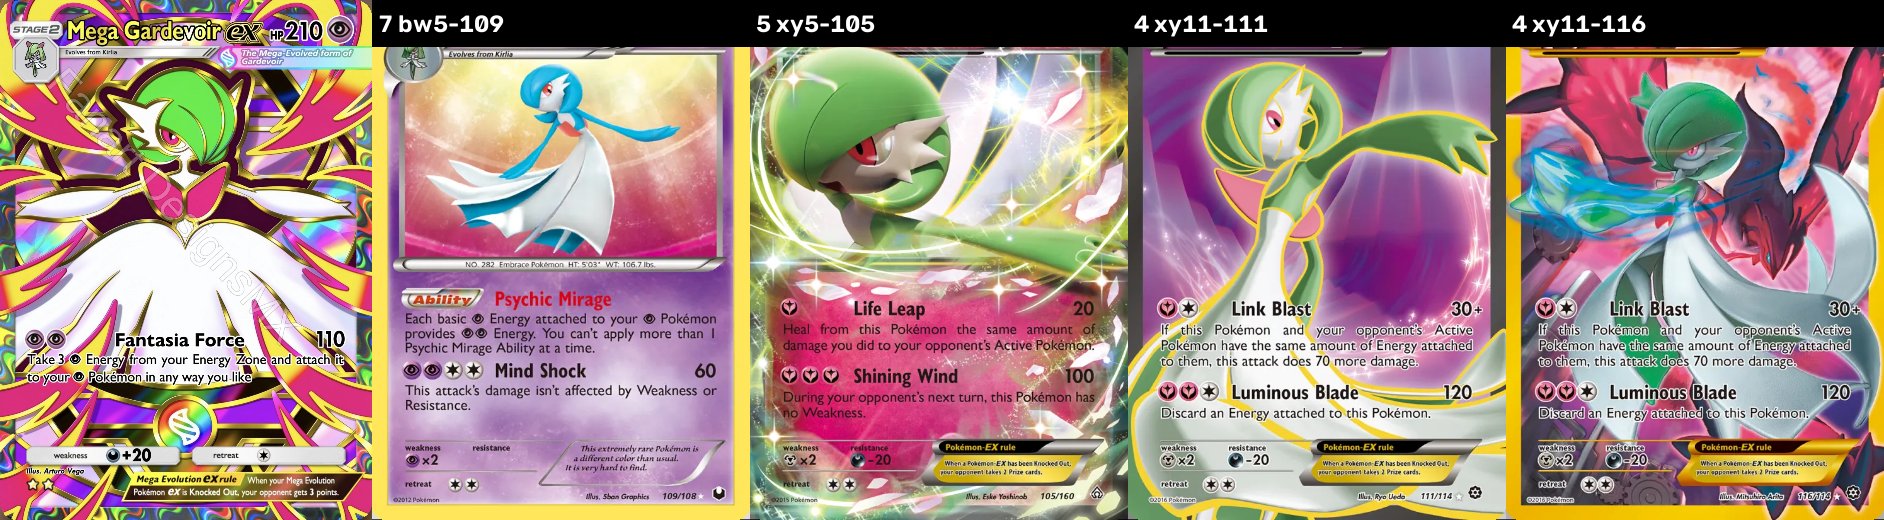 STAGE 2 Mega Gardevoir ex HP 210
Evolves from Kirlia
The Mega-Evolved form of
Gardevoir
Fantasia Force 110
Take 3 Energy from your Energy Zone and attach it
to your Pokémon in any way you like
weakness +20 retreat
Illus. Arturo Vega
Mega Evolution ex rule When your Mega Evolution
Pokémon ex is Knocked Out, your opponent gets 3 points.
7 bw5-109
Evolves from Kirlia
NO. 282 Embrace Pokémon HT: 5'03" WT: 106.7 lbs.
Ability Psychic Mirage
Each basic Energy attached to your Pokémon
provides Energy. You can't apply more than 1
Psychic Mirage Ability at a time.
Mind Shock 60
This attack's damage isn't affected by Weakness or
Resistance.
weakness resistance
×2
retreat
This extremely rare Pokémon is
a different color than usual.
It is very hard to find.
©2012 Pokémon
Illus. Sban Graphics 109/108
5 xy5-105
Life Leap 20
Heal from this Pokémon the same amount of
damage you did to your opponent's Active Pokémon.
Shining Wind 100
During your opponent's next turn, this Pokémon has
no Weakness.
weakness resistance
×2 -20
retreat
Pokémon-EX rule
When a Pokémon-EX has been Knocked Out,
your opponent takes 2 Prize cards.
©2015 Pokémon
Illus. Eske Yoshinob 105/160
4 xy11-111
Link Blast 30+
If this Pokémon and your opponent's Active
Pokémon have the same amount of Energy attached
to them, this attack does 70 more damage.
Luminous Blade 120
Discard an Energy attached to this Pokémon.
weakness resistance
×2 -20
retreat
Pokémon-EX rule
When a Pokémon-EX has been Knocked Out,
your opponent takes 2 Prize cards.
©2016 Pokémon
Illus. Ryo Ueda 111/114
4 xy11-116
Link Blast 30+
If this Pokémon and your opponent's Active
Pokémon have the same amount of Energy attached
to them, this attack does 70 more damage.
Luminous Blade 120
Discard an Energy attached to this Pokémon.
weakness resistance
×2 -20
retreat
Pokémon-EX rule
When a Pokémon-EX has been Knocked Out,
your opponent takes 2 Prize cards.
©2016 Pokémon
Illus. Mitsuhiro Arita 116/114